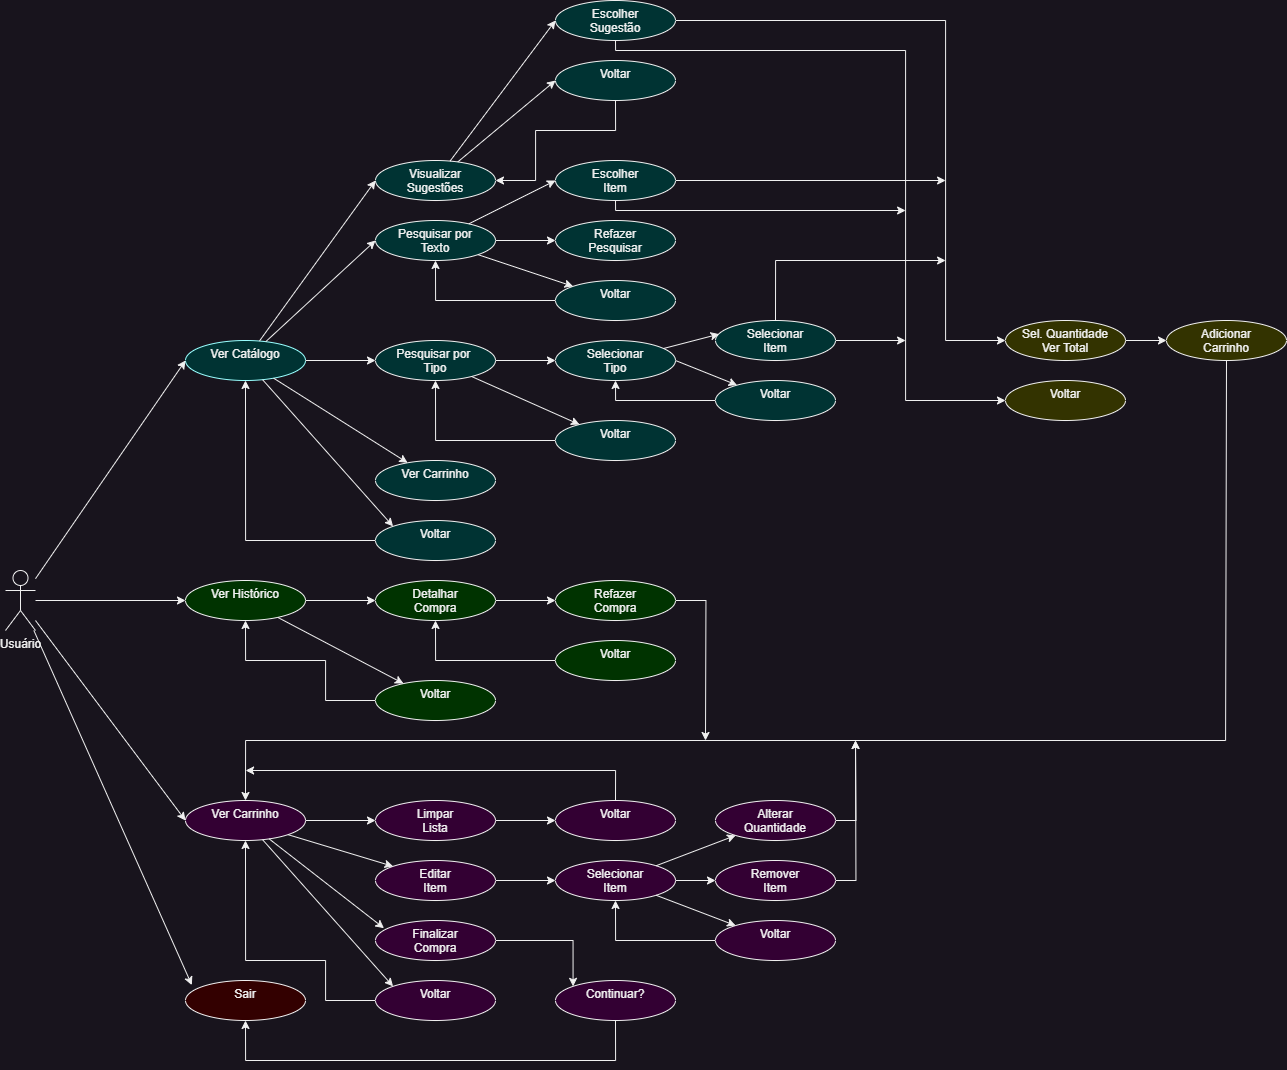 Escolher
Sugestão
Voltar
Visualizar
Sugestões
Escolher
Item
Pesquisar por
Texto
Refazer
Pesquisar
Voltar
Ver Catálogo
Pesquisar por
Tipo
Selecionar
Tipo
Selecionar
Item
Sel. Quantidade
Ver Total
Adicionar
Carrinho
Voltar
Voltar
Voltar
Ver Carrinho
Voltar
Usuário
Ver Histórico
Detalhar
Compra
Refazer
Compra
Voltar
Voltar
Ver Carrinho
Limpar
Lista
Voltar
Alterar
Quantidade
Editar
Item
Selecionar
Item
Remover
Item
Finalizar
Compra
Voltar
Sair
Voltar
Continuar?